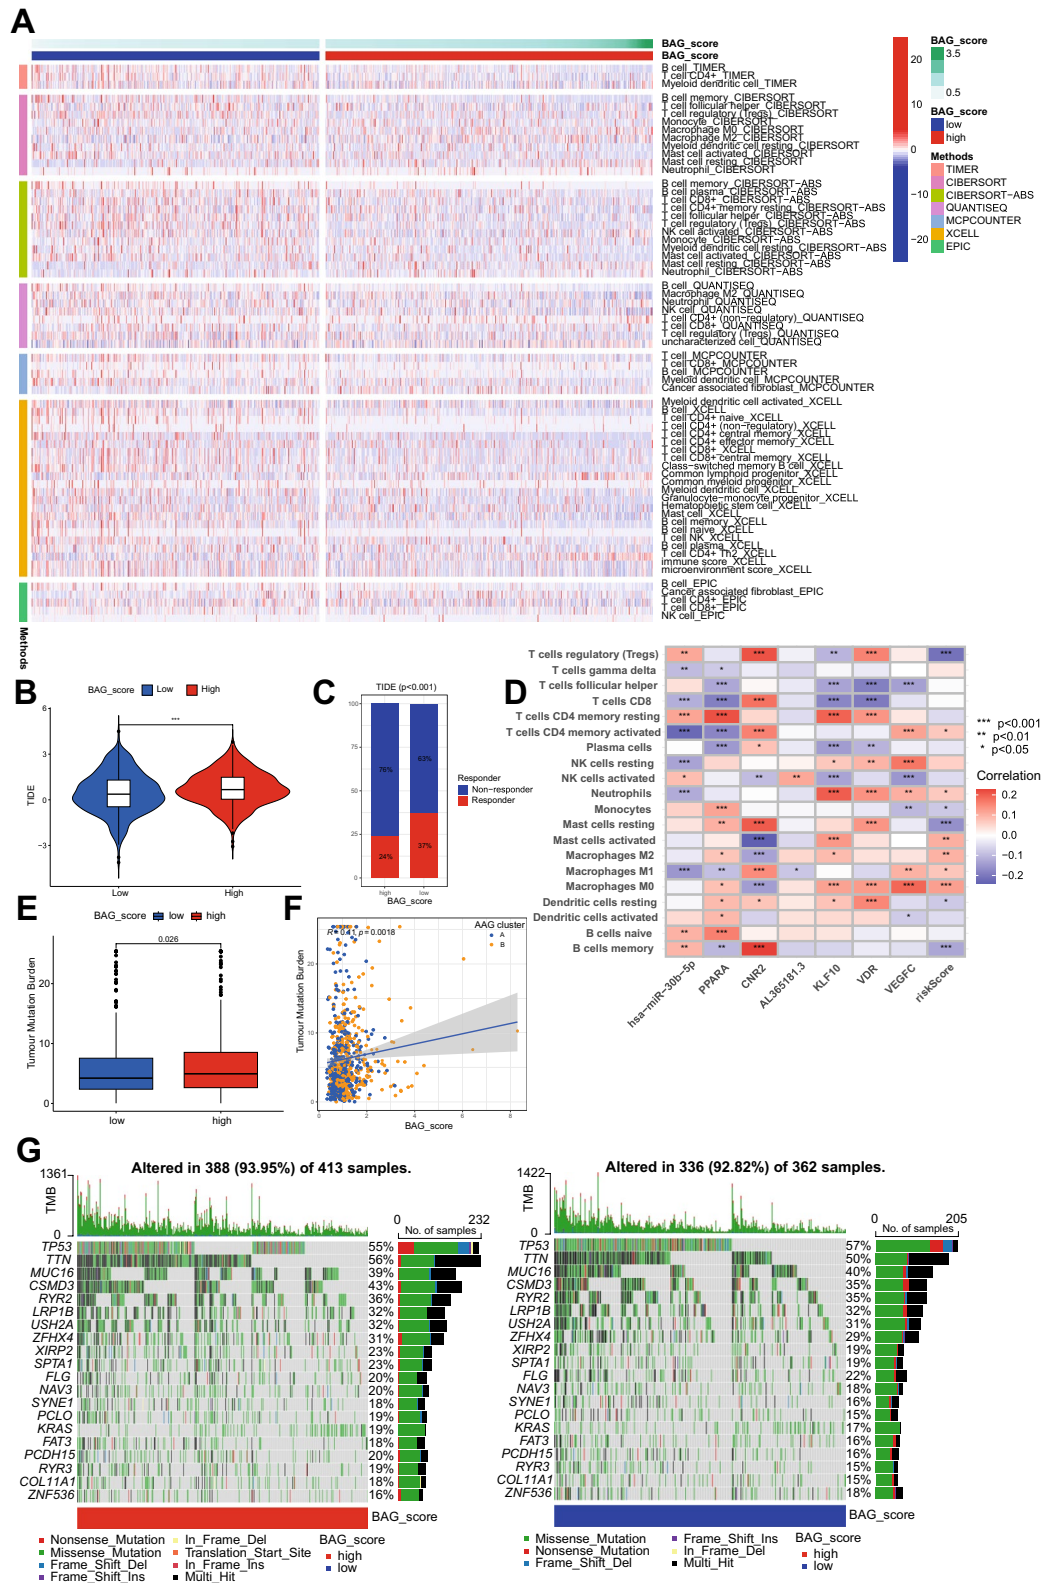 A
BAG_score
BAG_score
B cell_TIMER
T cell CD4+_TIMER
Myeloid dendritic cell_TIMER
B cell memory_CIBERSORT
T cell follicular helper_CIBERSORT
T cell regulatory (Tregs)_CIBERSORT
Monocyte_CIBERSORT
Macrophage M0_CIBERSORT
Macrophage M2_CIBERSORT
Myeloid dendritic cell resting_CIBERSORT
Mast cell activated_CIBERSORT
Mast cell resting_CIBERSORT
Neutrophil_CIBERSORT
B cell memory_CIBERSORT-ABS
B cell plasma_CIBERSORT-ABS
T cell CD8+_CIBERSORT-ABS
T cell CD4+ memory resting_CIBERSORT-ABS
T cell follicular helper_CIBERSORT-ABS
T cell regulatory (Tregs)_CIBERSORT-ABS
NK cell activated_CIBERSORT-ABS
Monocyte_CIBERSORT-ABS
Myeloid dendritic cell resting_CIBERSORT-ABS
Mast cell activated_CIBERSORT-ABS
Mast cell resting_CIBERSORT-ABS
Neutrophil_CIBERSORT-ABS
B cell_QUANTISEQ
Macrophage M2_QUANTISEQ
Neutrophil_QUANTISEQ
NK cell_QUANTISEQ
T cell CD4+ (non-regulatory)_QUANTISEQ
T cell CD8+_QUANTISEQ
T cell regulatory (Tregs)_QUANTISEQ
uncharacterized cell_QUANTISEQ
T cell_MCPCOUNTER
T cell CD8+_MCPCOUNTER
B cell_MCPCOUNTER
Myeloid dendritic cell_MCPCOUNTER
Cancer associated fibroblast_MCPCOUNTER
Myeloid dendritic cell activated_XCELL
B cell_XCELL
T cell CD4+ naive_XCELL
T cell CD4+ (non-regulatory)_XCELL
T cell CD4+ central memory_XCELL
T cell CD4+ effector memory_XCELL
T cell CD8+_XCELL
T cell CD8+ central memory_XCELL
Class-switched memory B cell_XCELL
Common lymphoid progenitor_XCELL
Common myeloid progenitor_XCELL
Myeloid dendritic cell_XCELL
Granulocyte-monocyte progenitor_XCELL
Hematopoietic stem cell_XCELL
Mast cell_XCELL
B cell memory_XCELL
B cell naive_XCELL
T cell NK_XCELL
B cell plasma_XCELL
T cell CD4+ Th2_XCELL
immune score_XCELL
microenvironment score_XCELL
B cell_EPIC
Cancer associated fibroblast_EPIC
T cell CD4+_EPIC
T cell CD8+_EPIC
NK cell_EPIC
Methods
20
10
0
-10
-20
BAG_score
3.5
0.5
BAG_score
low
high
Methods
TIMER
CIBERSORT
CIBERSORT-ABS
QUANTISEQ
MCPCOUNTER
XCELL
EPIC
B
BAG_score Low High
***
TIDE
6
3
0
-3
Low High
C
TIDE (p<0.001)
100
75
50
25
0
76%
63%
24%
37%
high low
BAG_score
Responder
Non-responder
Responder
D
T cells regulatory (Tregs) ** *** ** *** ***
T cells gamma delta ** *
T cells follicular helper *** *** *** ***
T cells CD8 *** *** *** *** ***
T cells CD4 memory resting *** *** *** ***
T cells CD4 memory activated *** *** *** *** *
Plasma cells *** * *** **
NK cells resting *** * ** ***
NK cells activated * ** ** *** ***
Neutrophils *** *** *** ** *
Monocytes *** ** *
Mast cells resting ** *** *** ***
Mast cells activated *** *** **
Macrophages M2 * *** * **
Macrophages M1 *** ** *** * ** *
Macrophages M0 * *** *** *** *** ***
Dendritic cells resting * * * *** *
Dendritic cells activated * *
B cells naive ** ***
B cells memory ** ** *** ***
hsa-miR-30b-5p
PPARA
CNR2
AL365181.3
KLF10
VDR
VEGFC
riskScore
*** p<0.001
** p<0.01
* p<0.05
Correlation
0.2
0.1
0.0
-0.1
-0.2
E
BAG_score low high
0.026
Tumour Mutation Burden
20
10
0
low high
F
R = 0.11, p = 0.0018
AAG cluster
A
B
Tumour Mutation Burden
20
10
0
0 2 4 6 8
BAG_score
G
Altered in 388 (93.95%) of 413 samples.
1361
TMB
0
0 232
No. of samples
TP53 55%
TTN 56%
MUC16 39%
CSMD3 43%
RYR2 36%
LRP1B 32%
USH2A 32%
ZFHX4 31%
XIRP2 23%
SPTA1 23%
FLG 20%
NAV3 20%
SYNE1 18%
PCLO 19%
KRAS 19%
FAT3 18%
PCDH15 20%
RYR3 19%
COL11A1 18%
ZNF536 16%
BAG_score
Nonsense_Mutation In_Frame_Del BAG_score
Missense_Mutation Translation_Start_Site high
Frame_Shift_Del In_Frame_Ins low
Frame_Shift_Ins Multi_Hit
Altered in 336 (92.82%) of 362 samples.
1422
TMB
0
0 205
No. of samples
TP53 57%
TTN 50%
MUC16 40%
CSMD3 35%
RYR2 35%
LRP1B 32%
USH2A 31%
ZFHX4 29%
XIRP2 19%
SPTA1 19%
FLG 22%
NAV3 18%
SYNE1 16%
PCLO 15%
KRAS 17%
FAT3 16%
PCDH15 16%
RYR3 15%
COL11A1 15%
ZNF536 18%
BAG_score
Missense_Mutation Frame_Shift_Ins BAG_score
Nonsense_Mutation In_Frame_Del high
Frame_Shift_Del Multi_Hit low